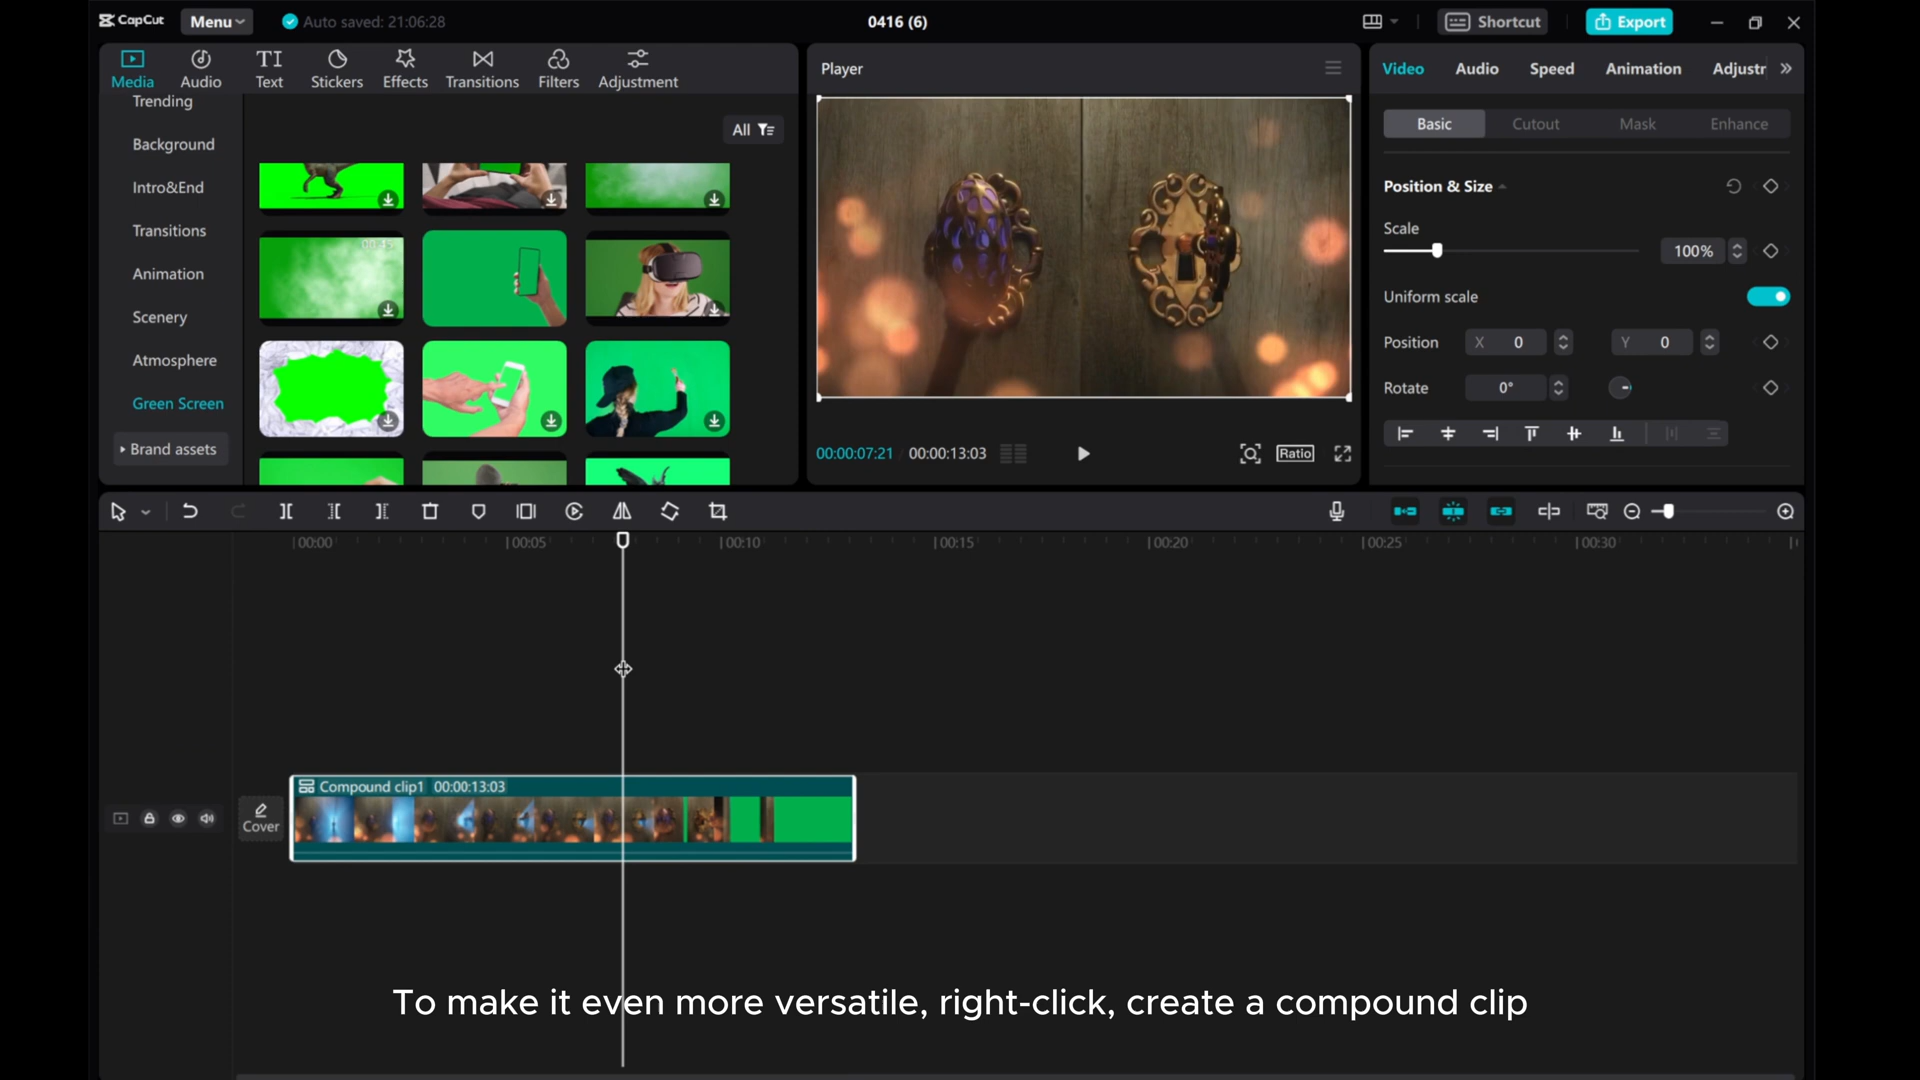 CapCut
Menu
Auto saved: 21:06:28
0416 (6)
Shortcut
Export
Media
Audio
Text
Stickers
Effects
Transitions
Filters
Adjustment
Trending
Background
Intro&End
Transitions
Animation
Scenery
Atmosphere
Green Screen
Brand assets
All
00:45
Player
00:00:07:21
00:00:13:03
Ratio
Video
Audio
Speed
Animation
Adjustr
Basic
Cutout
Mask
Enhance
Position & Size
Scale
100%
Uniform scale
Position
X 0
Y 0
Rotate
0°
00:00
00:05
00:10
00:15
00:20
00:25
00:30
Cover
Compound clip1 00:00:13:03
To make it even more versatile, right-click, create a compound clip